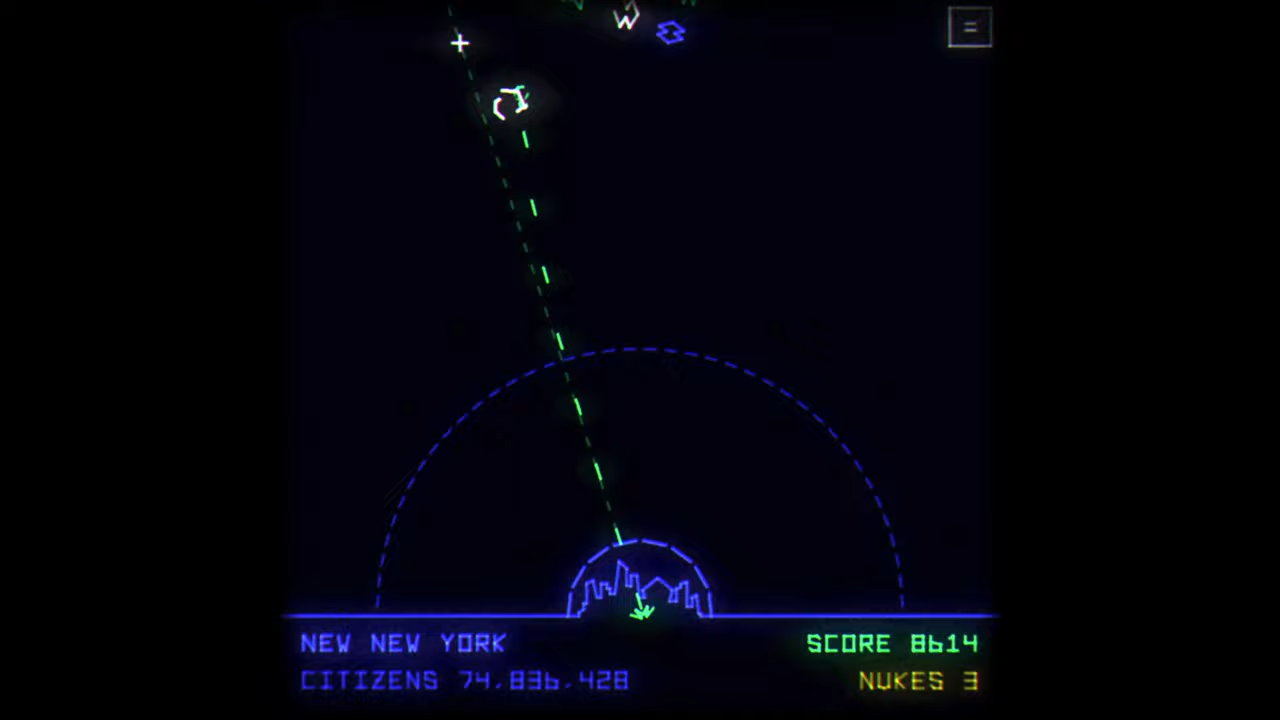 NEW NEW YORK
SCORE 8614
CITIZENS 74,836,428
NUKES 3